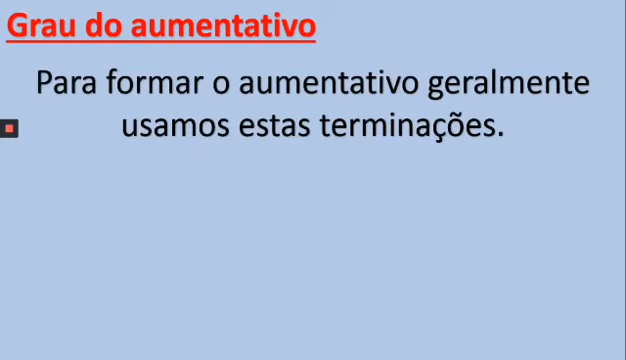 Grau do aumentativo
Para formar o aumentativo geralmente
usamos estas terminações.